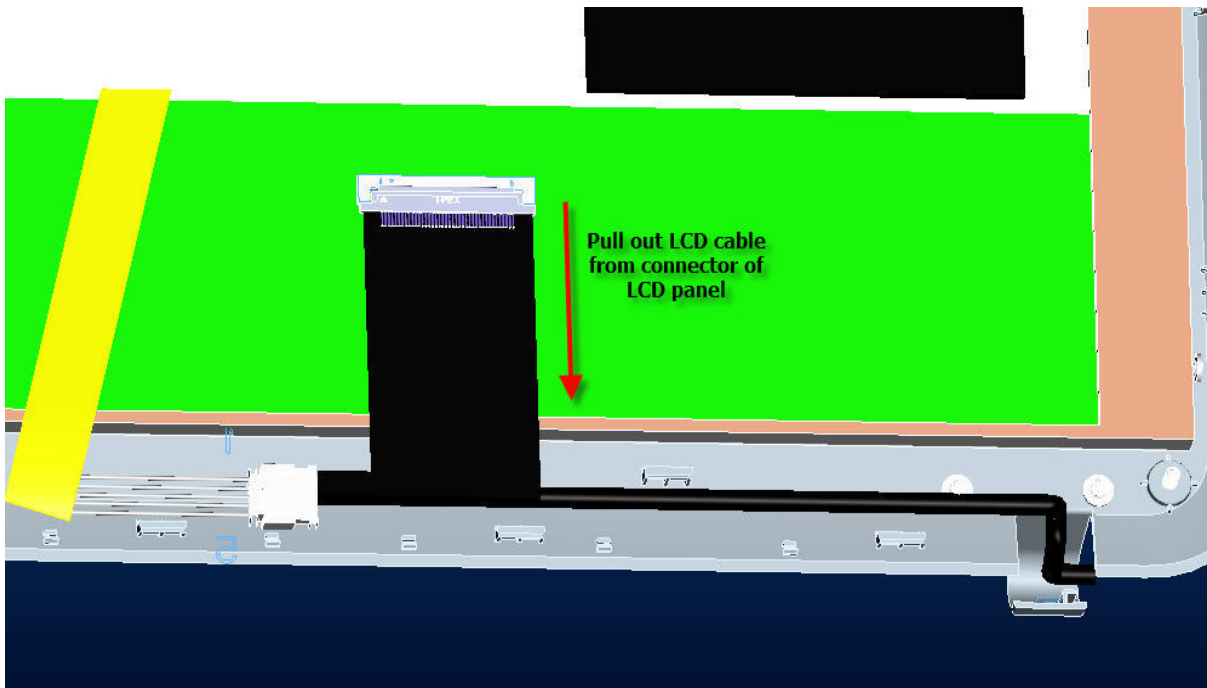 I-PEX
Pull out LCD cable
from connector of
LCD panel